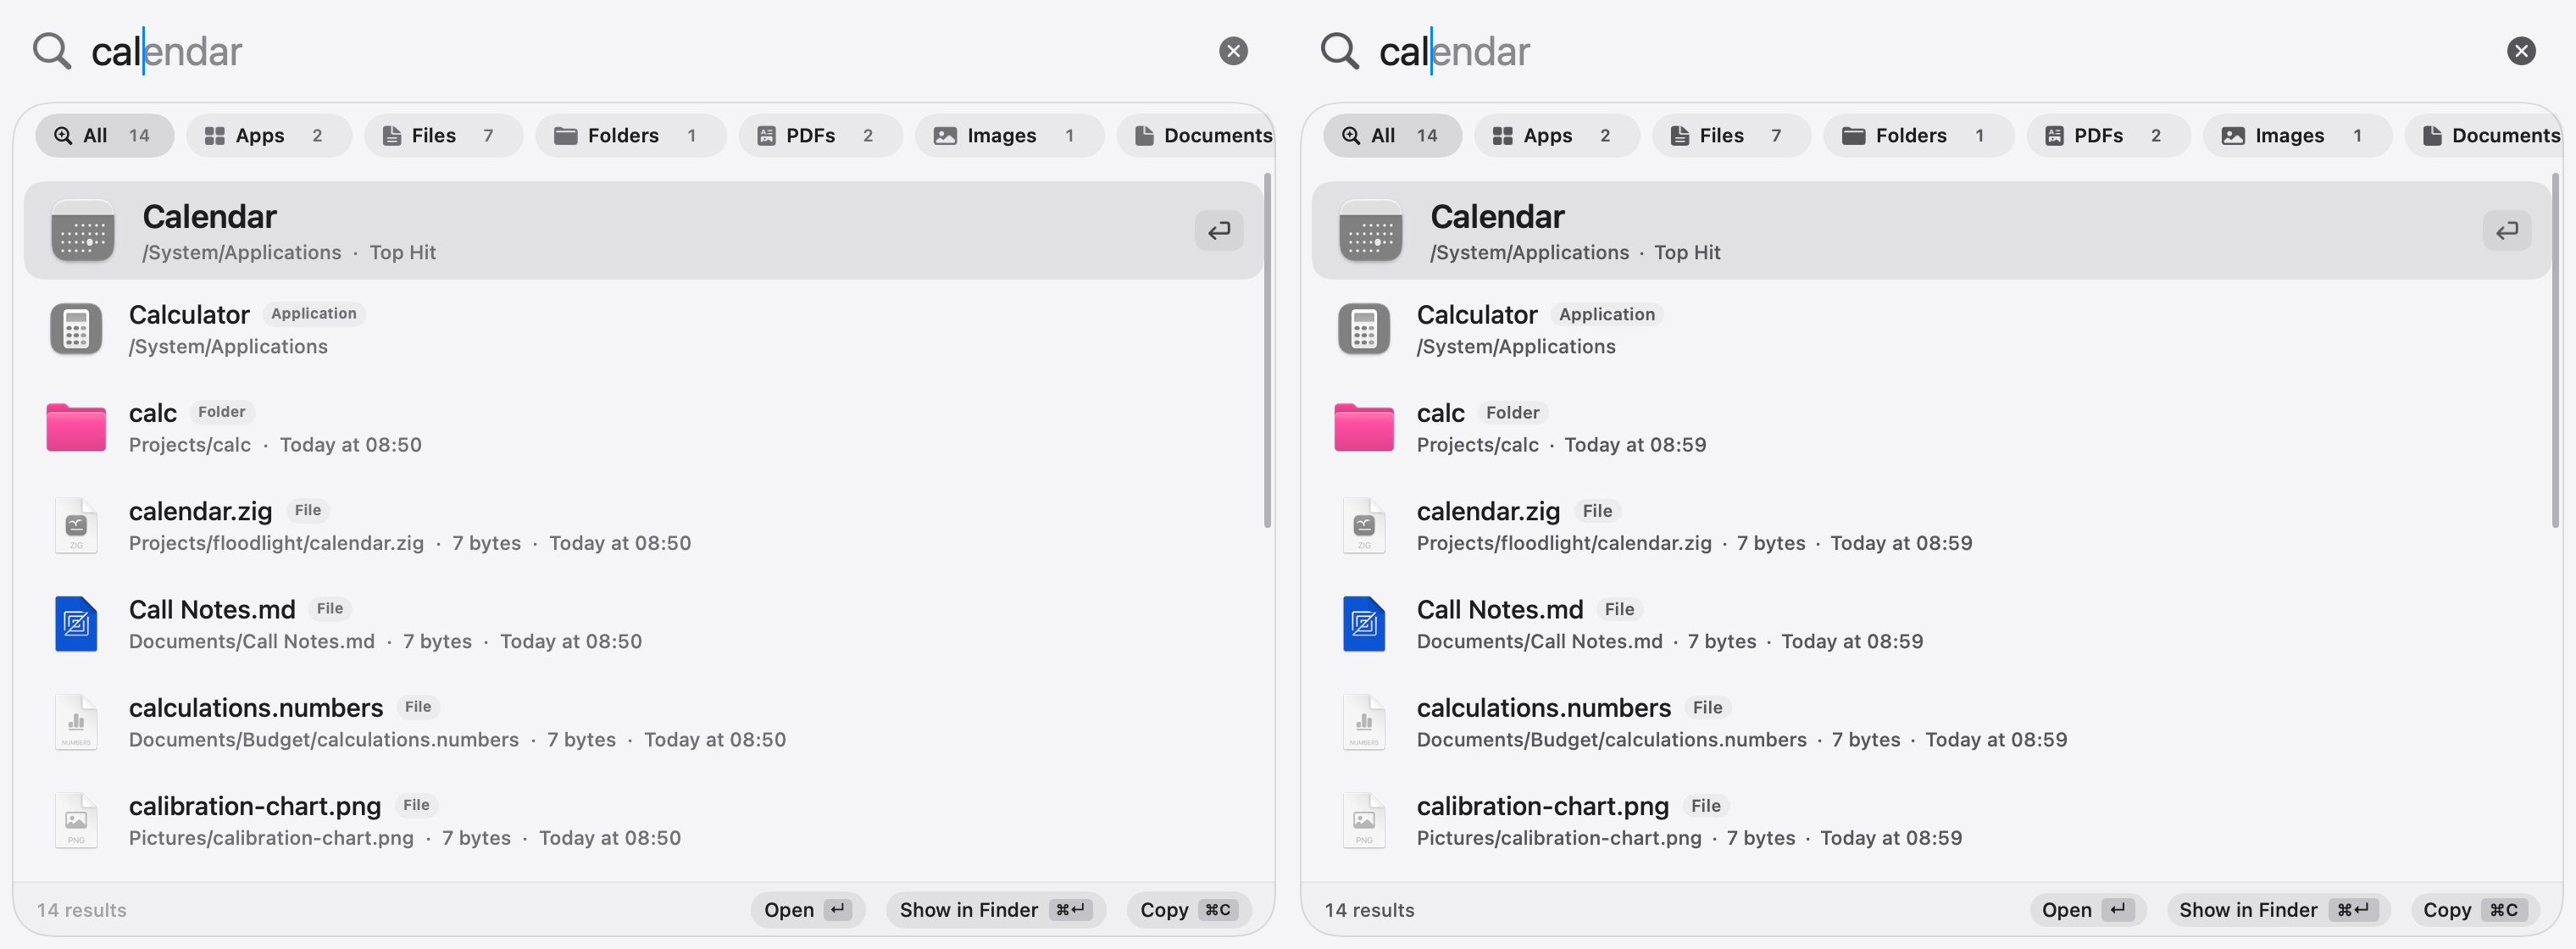 calendar
All 14 Apps 2 Files 7 Folders 1 PDFs 2 Images 1 Documents
Calendar
/System/Applications · Top Hit
Calculator Application
/System/Applications
calc Folder
Projects/calc · Today at 08:50
calendar.zig File
ZIG
Projects/floodlight/calendar.zig · 7 bytes · Today at 08:50
Call Notes.md File
Documents/Call Notes.md · 7 bytes · Today at 08:50
calculations.numbers File
NUMBERS
Documents/Budget/calculations.numbers · 7 bytes · Today at 08:50
calibration-chart.png File
PNG
Pictures/calibration-chart.png · 7 bytes · Today at 08:50
14 results Open ↵ Show in Finder ⌘↵ Copy ⌘C
calendar
All 14 Apps 2 Files 7 Folders 1 PDFs 2 Images 1 Documents
Calendar
/System/Applications · Top Hit
Calculator Application
/System/Applications
calc Folder
Projects/calc · Today at 08:59
calendar.zig File
ZIG
Projects/floodlight/calendar.zig · 7 bytes · Today at 08:59
Call Notes.md File
Documents/Call Notes.md · 7 bytes · Today at 08:59
calculations.numbers File
NUMBERS
Documents/Budget/calculations.numbers · 7 bytes · Today at 08:59
calibration-chart.png File
PNG
Pictures/calibration-chart.png · 7 bytes · Today at 08:59
14 results Open ↵ Show in Finder ⌘↵ Copy ⌘C